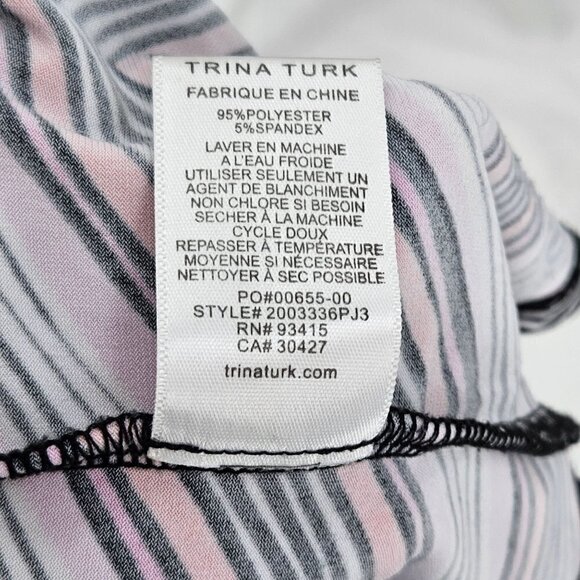 TRINA TURK
FABRIQUE EN CHINE
95%POLYESTER
5%SPANDEX
LAVER EN MACHINE
A L'EAU FROIDE
UTILISER SEULEMENT UN
AGENT DE BLANCHIMENT
NON CHLORE SI BESOIN
SECHER À LA MACHINE
CYCLE DOUX
REPASSER À TEMPÉRATURE
MOYENNE SI NÉCESSAIRE
NETTOYER À SEC POSSIBLE
PO#00655-00
STYLE# 2003336PJ3
RN# 93415
CA# 30427
trinaturk.com